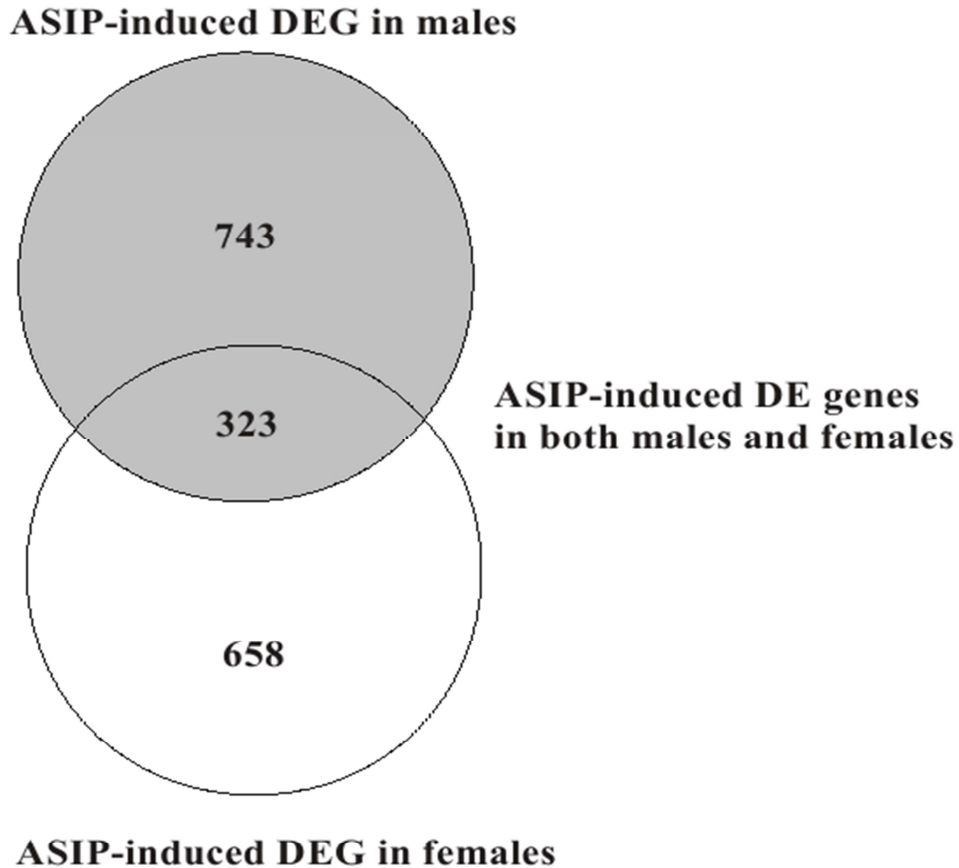 ASIP-induced DEG in males
743
323
ASIP-induced DE genes
in both males and females
658
ASIP-induced DEG in females